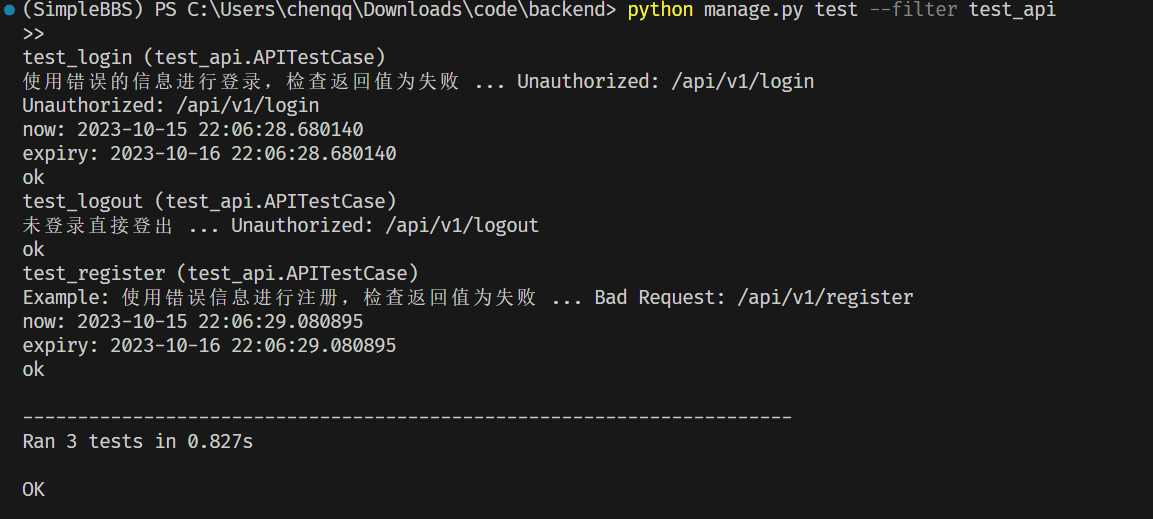 (SimpleBBS) PS C:\Users\chenqq\Downloads\code\backend> python manage.py test --filter test_api
>>
test_login (test_api.APITestCase)
使用错误的信息进行登录，检查返回值为失败 ... Unauthorized: /api/v1/login
Unauthorized: /api/v1/login
now: 2023-10-15 22:06:28.680140
expiry: 2023-10-16 22:06:28.680140
ok
test_logout (test_api.APITestCase)
未登录直接登出 ... Unauthorized: /api/v1/logout
ok
test_register (test_api.APITestCase)
Example: 使用错误信息进行注册，检查返回值为失败 ... Bad Request: /api/v1/register
now: 2023-10-15 22:06:29.080895
expiry: 2023-10-16 22:06:29.080895
ok
----------------------------------------------------------------------
Ran 3 tests in 0.827s
OK